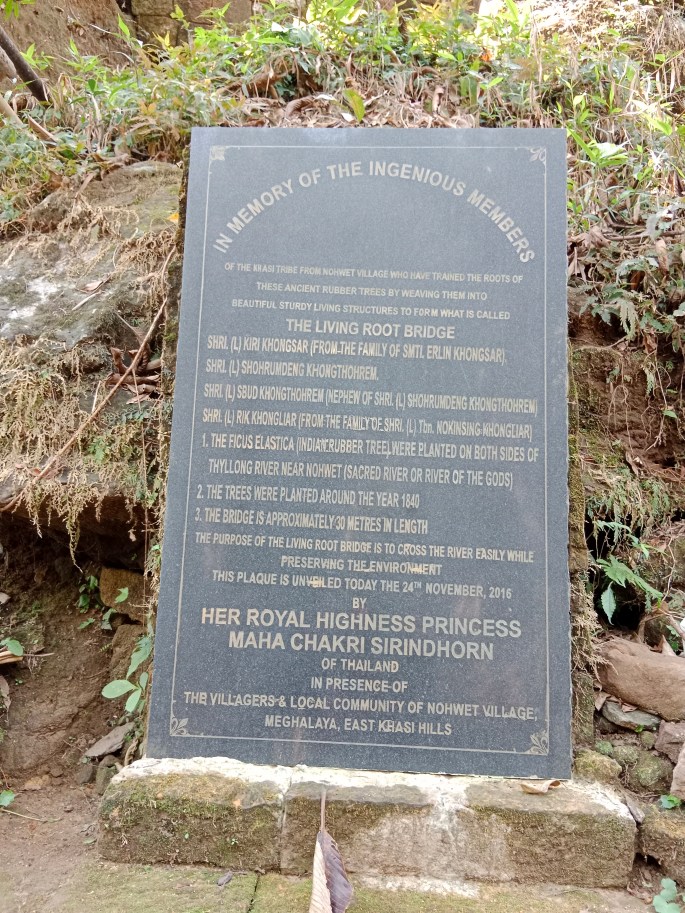 IN MEMORY OF THE INGENIOUS MEMBERS
OF THE KHASI TRIBE FROM NOHWET VILLAGE WHO HAVE TRAINED THE ROOTS OF
THESE ANCIENT RUBBER TREES BY WEAVING THEM INTO
BEAUTIFUL STURDY LIVING STRUCTURES TO FORM WHAT IS CALLED
THE LIVING ROOT BRIDGE
SHRI. (L) KIRI KHONGSAR (FROM THE FAMILY OF SMTI. ERLIN KHONGSAR).
SHRI. (L) SHOHRUMDENG KHONGTHOHREM.
SHRI. (L) SBUD KHONGTHOHREM (NEPHEW OF SHRI. (L) SHOHRUMDENG KHONGTHOHREM)
SHRI. (L) RIK KHONGLIAR (FROM THE FAMILY OF SHRI. (L) Tbn. NOKINSING KHONGLIAR)
1. THE FICUS ELASTICA (INDIAN RUBBER TREE) WERE PLANTED ON BOTH SIDES OF
THYLLONG RIVER NEAR NOHWET (SACRED RIVER OR RIVER OF THE GODS)
2. THE TREES WERE PLANTED AROUND THE YEAR 1840
3. THE BRIDGE IS APPROXIMATELY 30 METRES IN LENGTH
THE PURPOSE OF THE LIVING ROOT BRIDGE IS TO CROSS THE RIVER EASILY WHILE
PRESERVING THE ENVIRONMENT
THIS PLAQUE IS UNVEILED TODAY THE 24TH NOVEMBER, 2016
BY
HER ROYAL HIGHNESS PRINCESS
MAHA CHAKRI SIRINDHORN
OF THAILAND
IN PRESENCE OF
THE VILLAGERS & LOCAL COMMUNITY OF NOHWET VILLAGE,
MEGHALAYA, EAST KHASI HILLS